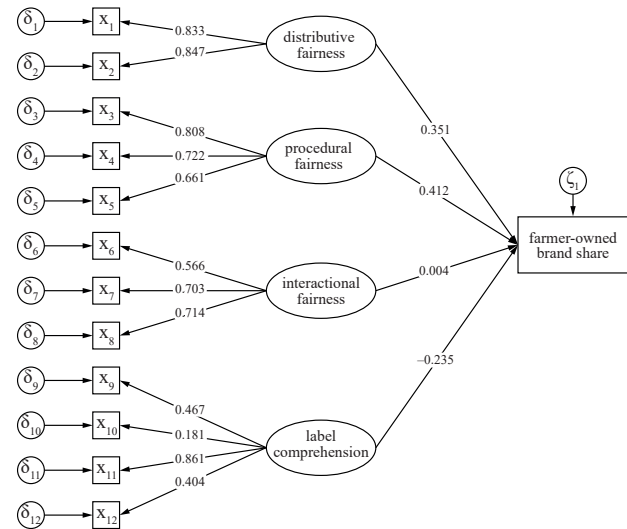 δ1 x1
0.833
distributive
fairness
δ2 x2
0.847
δ3 x3
0.808
0.351
δ4 x4
0.722
procedural
fairness
δ5 x5
0.661
0.412
ζ1
δ6 x6
0.566
farmer-owned
brand share
δ7 x7
0.703
interactional
fairness
0.004
δ8 x8
0.714
δ9 x9
0.467
–0.235
δ10 x10
0.181
label
comprehension
δ11 x11
0.861
δ12 x12
0.404